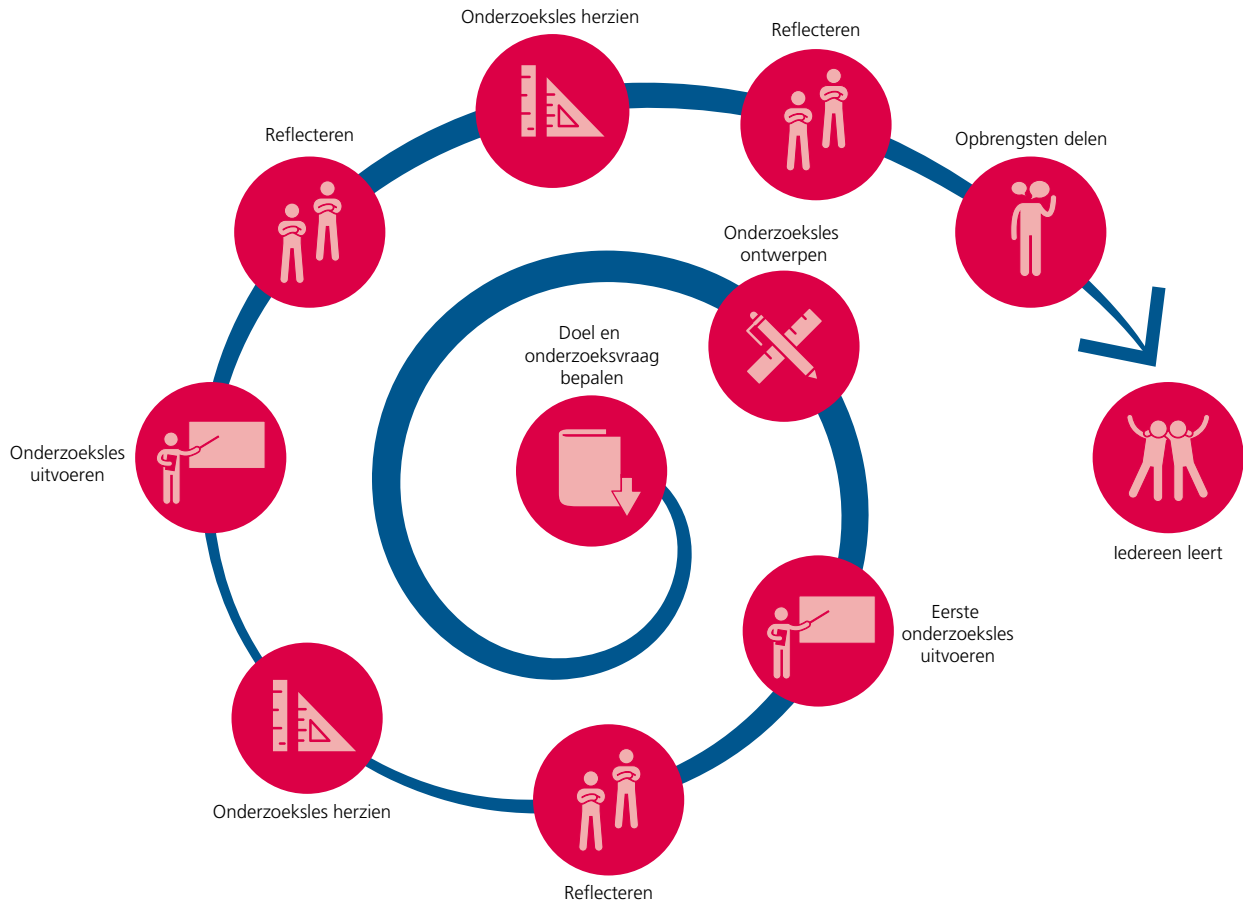 Onderzoeksles herzien
Reflecteren
Reflecteren
Opbrengsten delen
Onderzoeksles
ontwerpen
Doel en
onderzoeksvraag
bepalen
Onderzoeksles
uitvoeren
Iedereen leert
Eerste
onderzoeksles
uitvoeren
Onderzoeksles herzien
Reflecteren